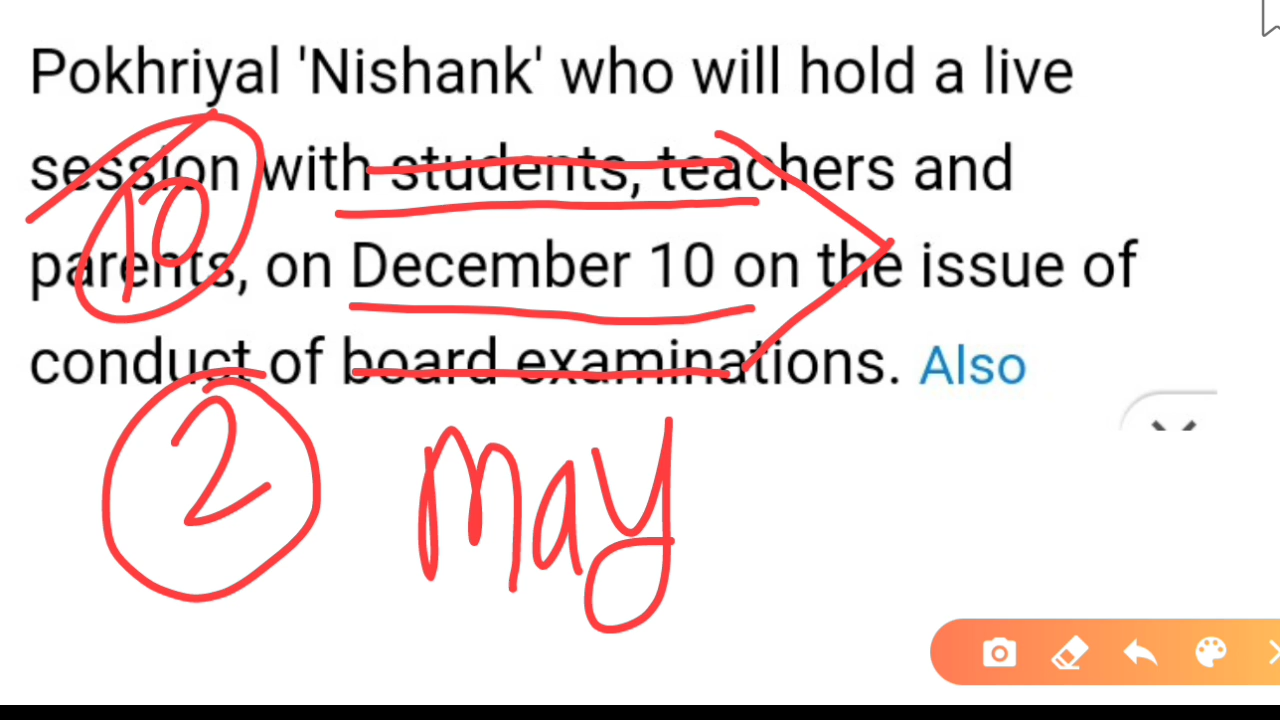 Pokhriyal 'Nishank' who will hold a live
session with students, teachers and
parents, on December 10 on the issue of
conduct of board examinations. Also
10
2 may